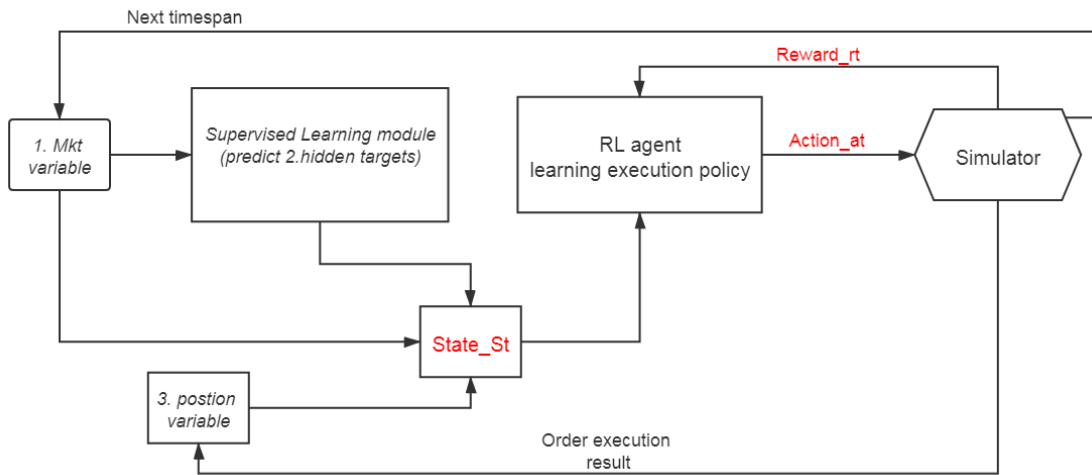 Next timespan
Reward_rt
1. Mkt
variable
Supervised Learning module
(predict 2.hidden targets)
RL agent
learning execution policy
Action_at
Simulator
State_St
3. postion
variable
Order execution
result